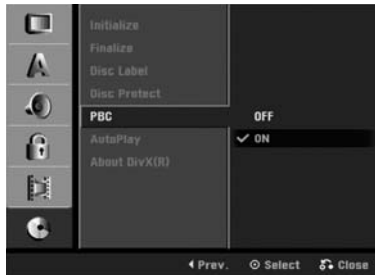 Initialize
Finalize
Disc Label
Disc Protect
PBC OFF
AutoPlay ✓ ON
About DivX(R)
Prev. Select Close